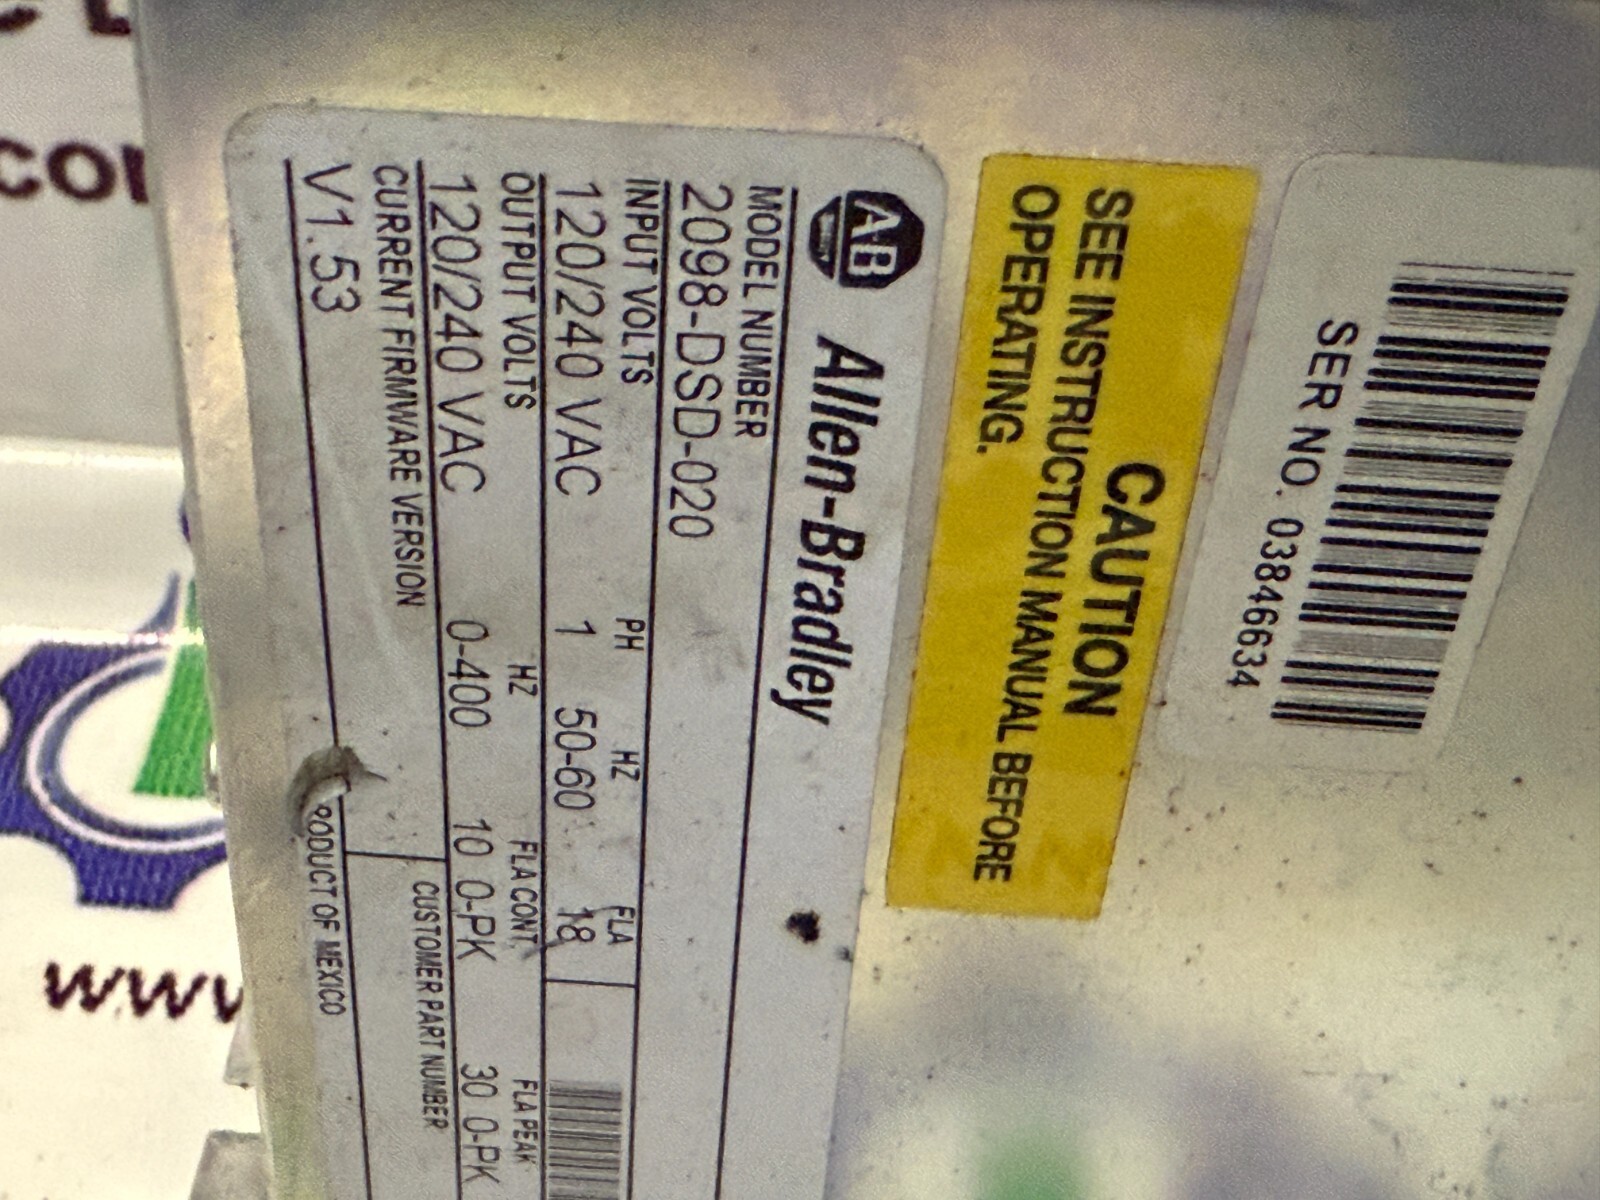 SER NO. 03846634
CAUTION
SEE INSTRUCTION MANUAL BEFORE
OPERATING.
AB Allen-Bradley
MODEL NUMBER
2098-DSD-020
INPUT VOLTS PH HZ FLA
120/240 VAC 1 50-60 18
OUTPUT VOLTS HZ FLA CONT. FLA PEAK
120/240 VAC 0-400 10 0-PK 30 0-PK
CURRENT FIRMWARE VERSION CUSTOMER PART NUMBER
V1.53
RODUCT OF MEXICO
www